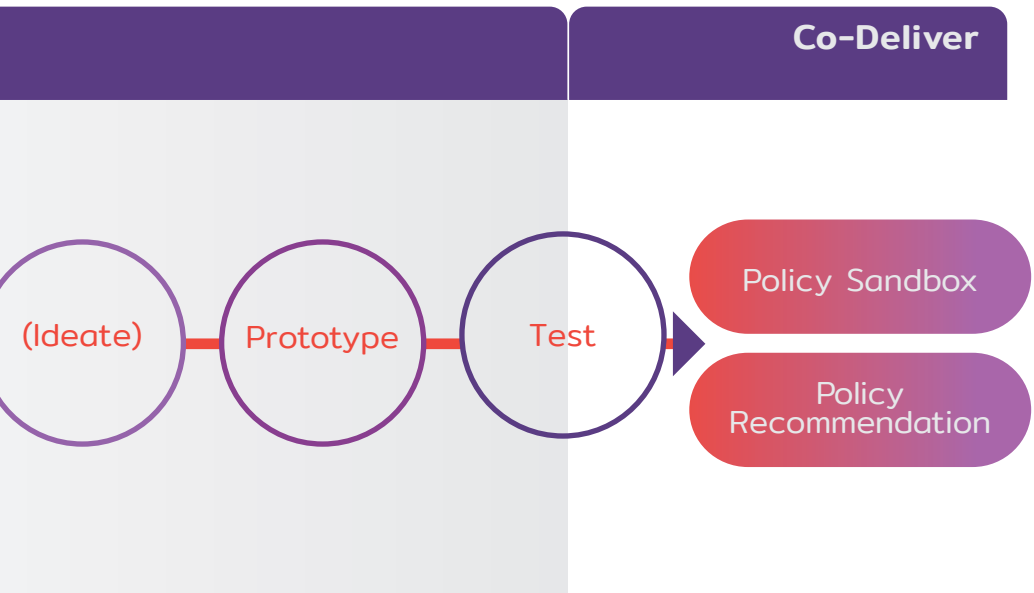 Co-Deliver
(Ideate)
Prototype
Test
Policy Sandbox
Policy
Recommendation